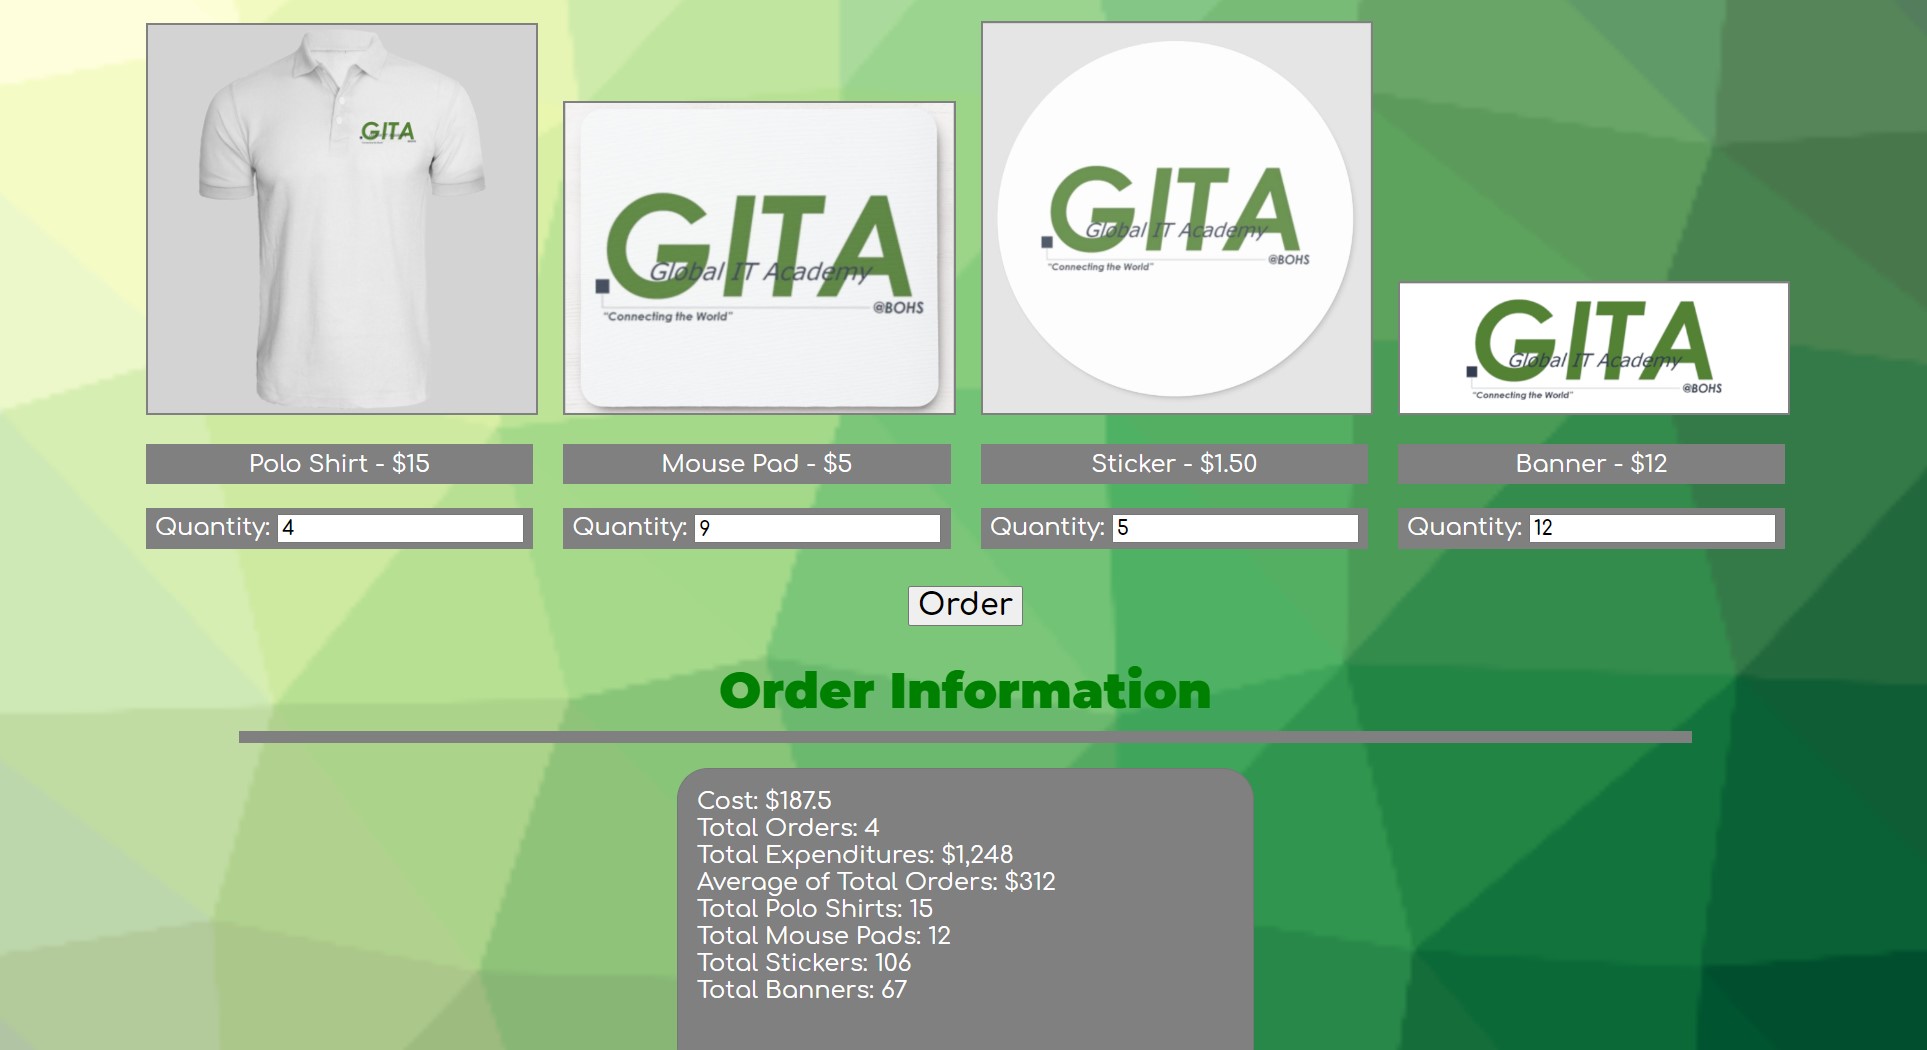 GITA
GITA
Global IT Academy
@BOHS
"Connecting the World"
GITA
Global IT Academy
@BOHS
"Connecting the World"
GITA
Global IT Academy
@BOHS
"Connecting the World"
Polo Shirt - $15
Mouse Pad - $5
Sticker - $1.50
Banner - $12
Quantity: 4
Quantity: 9
Quantity: 5
Quantity: 12
Order
Order Information
Cost: $187.5
Total Orders: 4
Total Expenditures: $1,248
Average of Total Orders: $312
Total Polo Shirts: 15
Total Mouse Pads: 12
Total Stickers: 106
Total Banners: 67